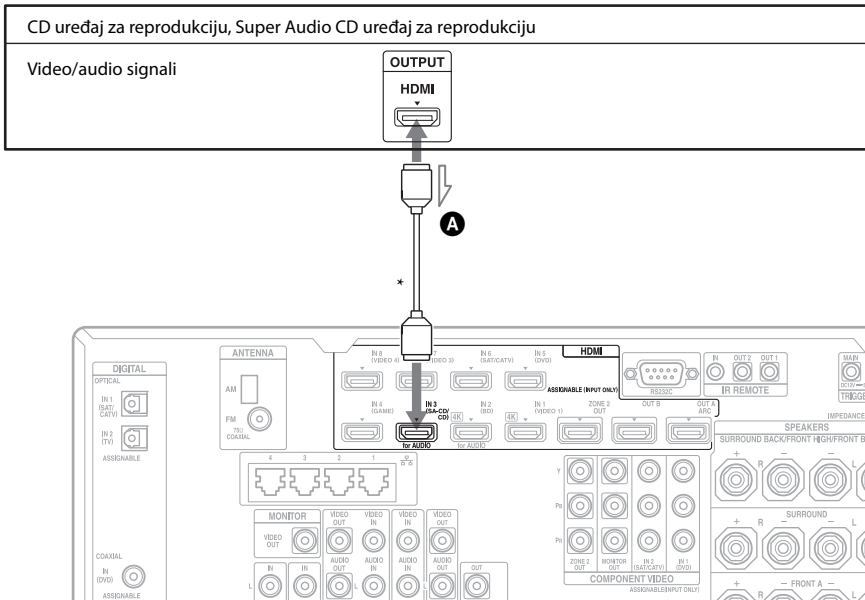 CD uređaj za reprodukciju, Super Audio CD uređaj za reprodukciju
Video/audio signali
OUTPUT
HDMI
A
*
DIGITAL
OPTICAL
IN 1
(SAT/
CATV)
IN 2
(TV)
ASSIGNABLE
COAXIAL
IN
(DVD)
ASSIGNABLE
ANTENNA
AM
FM
75Ω
COAXIAL
IN 8
(VIDEO 4)
IN 6
(SAT/CATV)
IN 5
(DVD)
HDMI
ASSIGNABLE (INPUT ONLY)
IN 4
(GAME)
IN 3
(SA-CD/
CD)
4K
IN 2
(BD)
4K
IN 1
(VIDEO 1)
ZONE 2
OUT
OUT B
OUT A
ARC
for AUDIO
for AUDIO
RS232C
IN
OUT 2
OUT 1
IR REMOTE
MAIN
SPEAKERS
SURROUND BACK/FRONT HIGH/FRONT B
+ − − +
R L
SURROUND
+ R − − L
+ − FRONT A −
R L
4 3 2 1
MONITOR
VIDEO
OUT
VIDEO
OUT
VIDEO
IN
VIDEO
IN
VIDEO
OUT
AUDIO
OUT
AUDIO
IN
AUDIO
IN
AUDIO
OUT
IN
IN
OUT
L
L
L
Y
PB
PR
ZONE 2
OUT
MONITOR
OUT
IN 2
(SAT/CATV)
IN 1
(DVD)
COMPONENT VIDEO
ASSIGNABLE(INPUT ONLY)